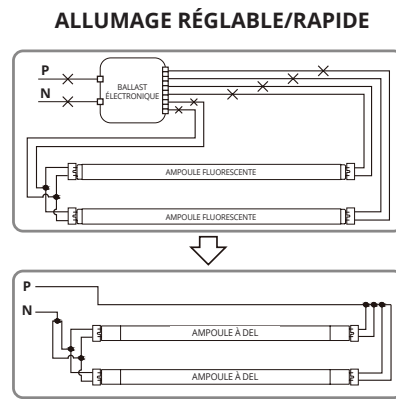 ALLUMAGE RÉGLABLE/RAPIDE
P
N
BALLAST
ÉLECTRONIQUE
AMPOULE FLUORESCENTE
AMPOULE FLUORESCENTE
P
N
AMPOULE À DEL
AMPOULE À DEL